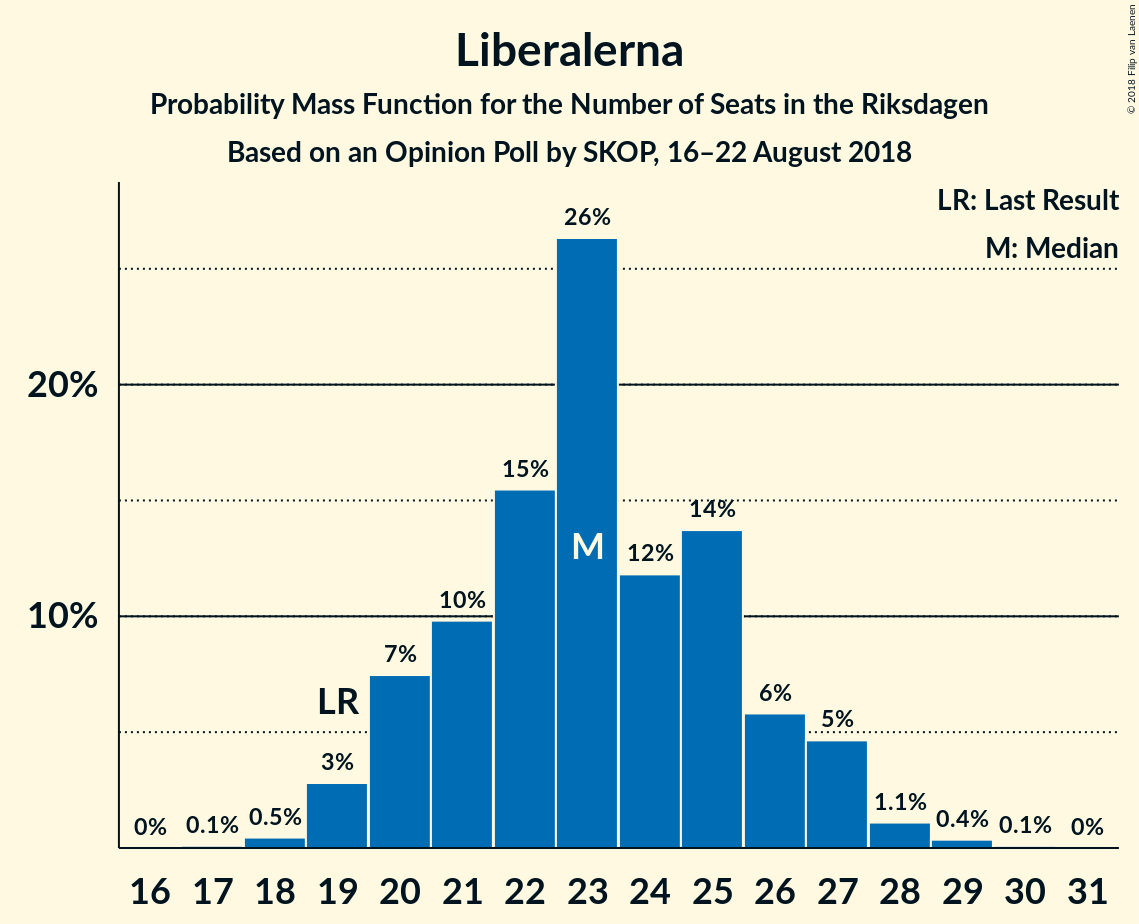 Liberalerna
Probability Mass Function for the Number of Seats in the Riksdagen
Based on an Opinion Poll by SKOP, 16–22 August 2018
© 2018 Filip van Laenen
LR: Last Result
M: Median
26%
20%
15%
14%
M
12%
10%
10%
7%
LR
6%
5%
3%
1.1%
0%
0.1%
0.5%
0.4%
0.1%
0%
16 17 18 19 20 21 22 23 24 25 26 27 28 29 30 31